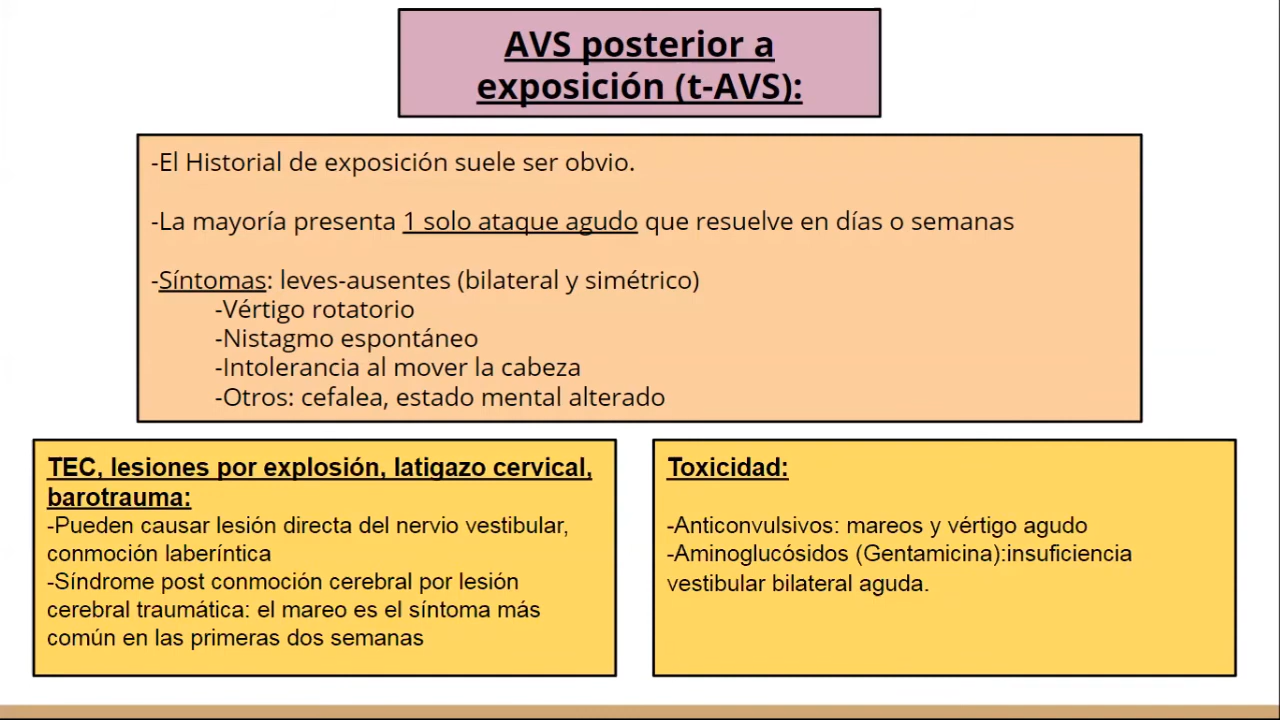 AVS posterior a
exposición (t-AVS):
-El Historial de exposición suele ser obvio.
-La mayoría presenta 1 solo ataque agudo que resuelve en días o semanas
-Síntomas: leves-ausentes (bilateral y simétrico)
-Vértigo rotatorio
-Nistagmo espontáneo
-Intolerancia al mover la cabeza
-Otros: cefalea, estado mental alterado
TEC, lesiones por explosión, latigazo cervical,
barotrauma:
-Pueden causar lesión directa del nervio vestibular,
conmoción laberíntica
-Síndrome post conmoción cerebral por lesión
cerebral traumática: el mareo es el síntoma más
común en las primeras dos semanas
Toxicidad:
-Anticonvulsivos: mareos y vértigo agudo
-Aminoglucósidos (Gentamicina):insuficiencia
vestibular bilateral aguda.